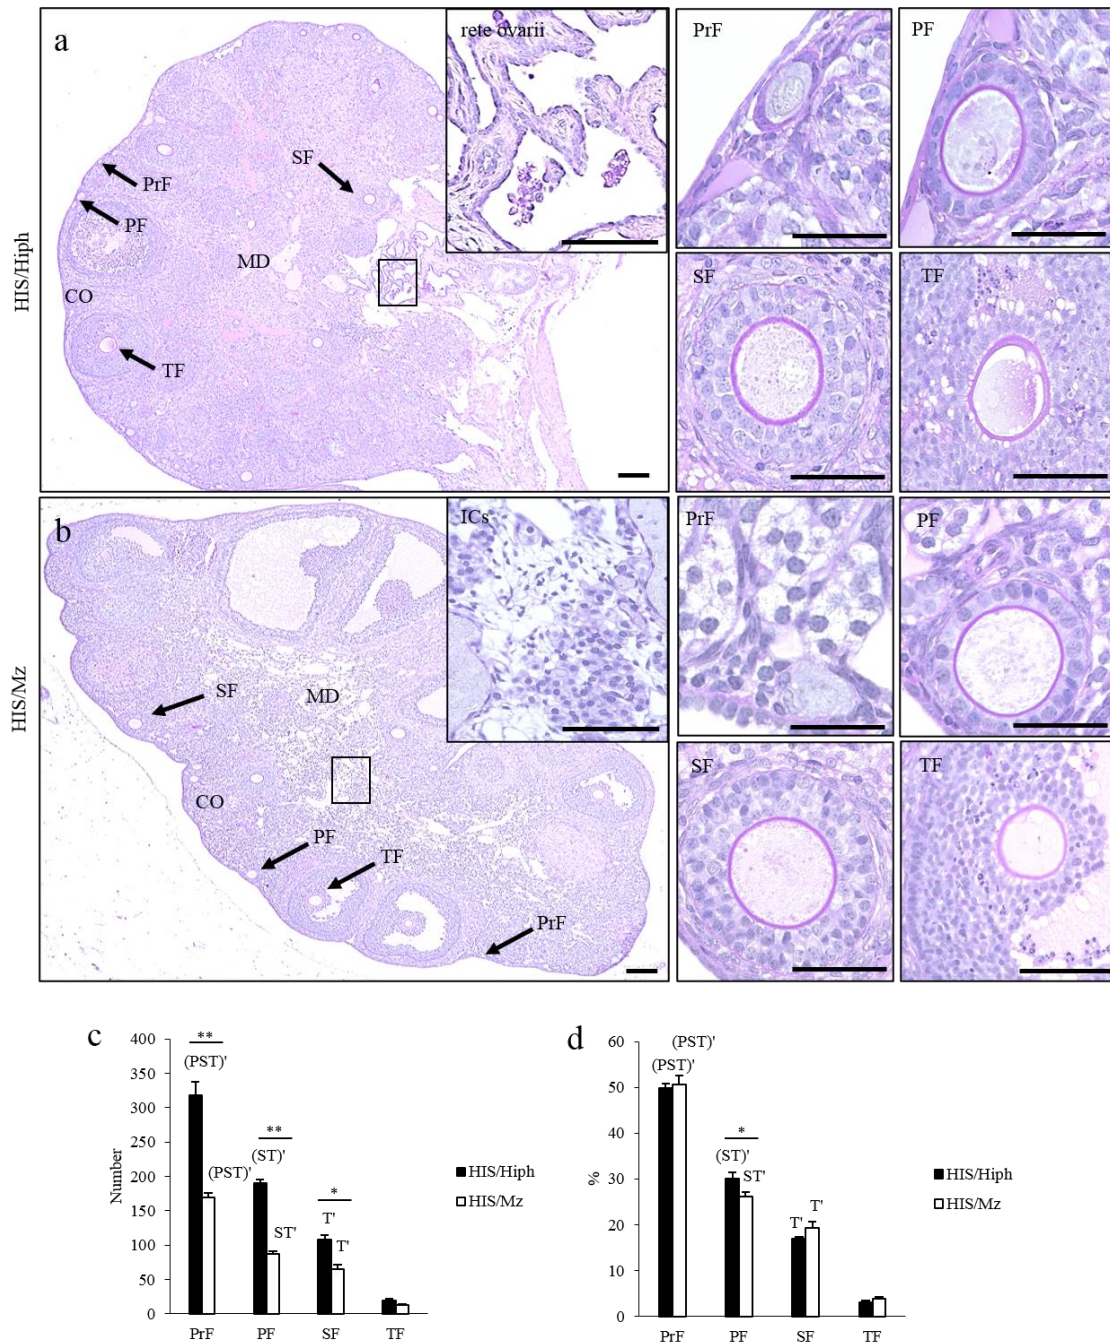 a
rete ovarii
SF
PrF
PF
MD
CO
TF
HIS/Hiph
PrF
PF
SF
TF
b
ICs
SF
MD
CO
PF
TF
PrF
HIS/Mz
PrF
PF
SF
TF
c
400
350
300
250
200
150
100
50
0
Number
**
(PST)'
(PST)'
**
(ST)'
ST'
*
T'
T'
PrF PF SF TF
HIS/Hiph
HIS/Mz
d
60
50
40
30
20
10
0
%
(PST)'
(PST)'
*
(ST)'
ST'
T'
T'
PrF PF SF TF
HIS/Hiph
HIS/Mz